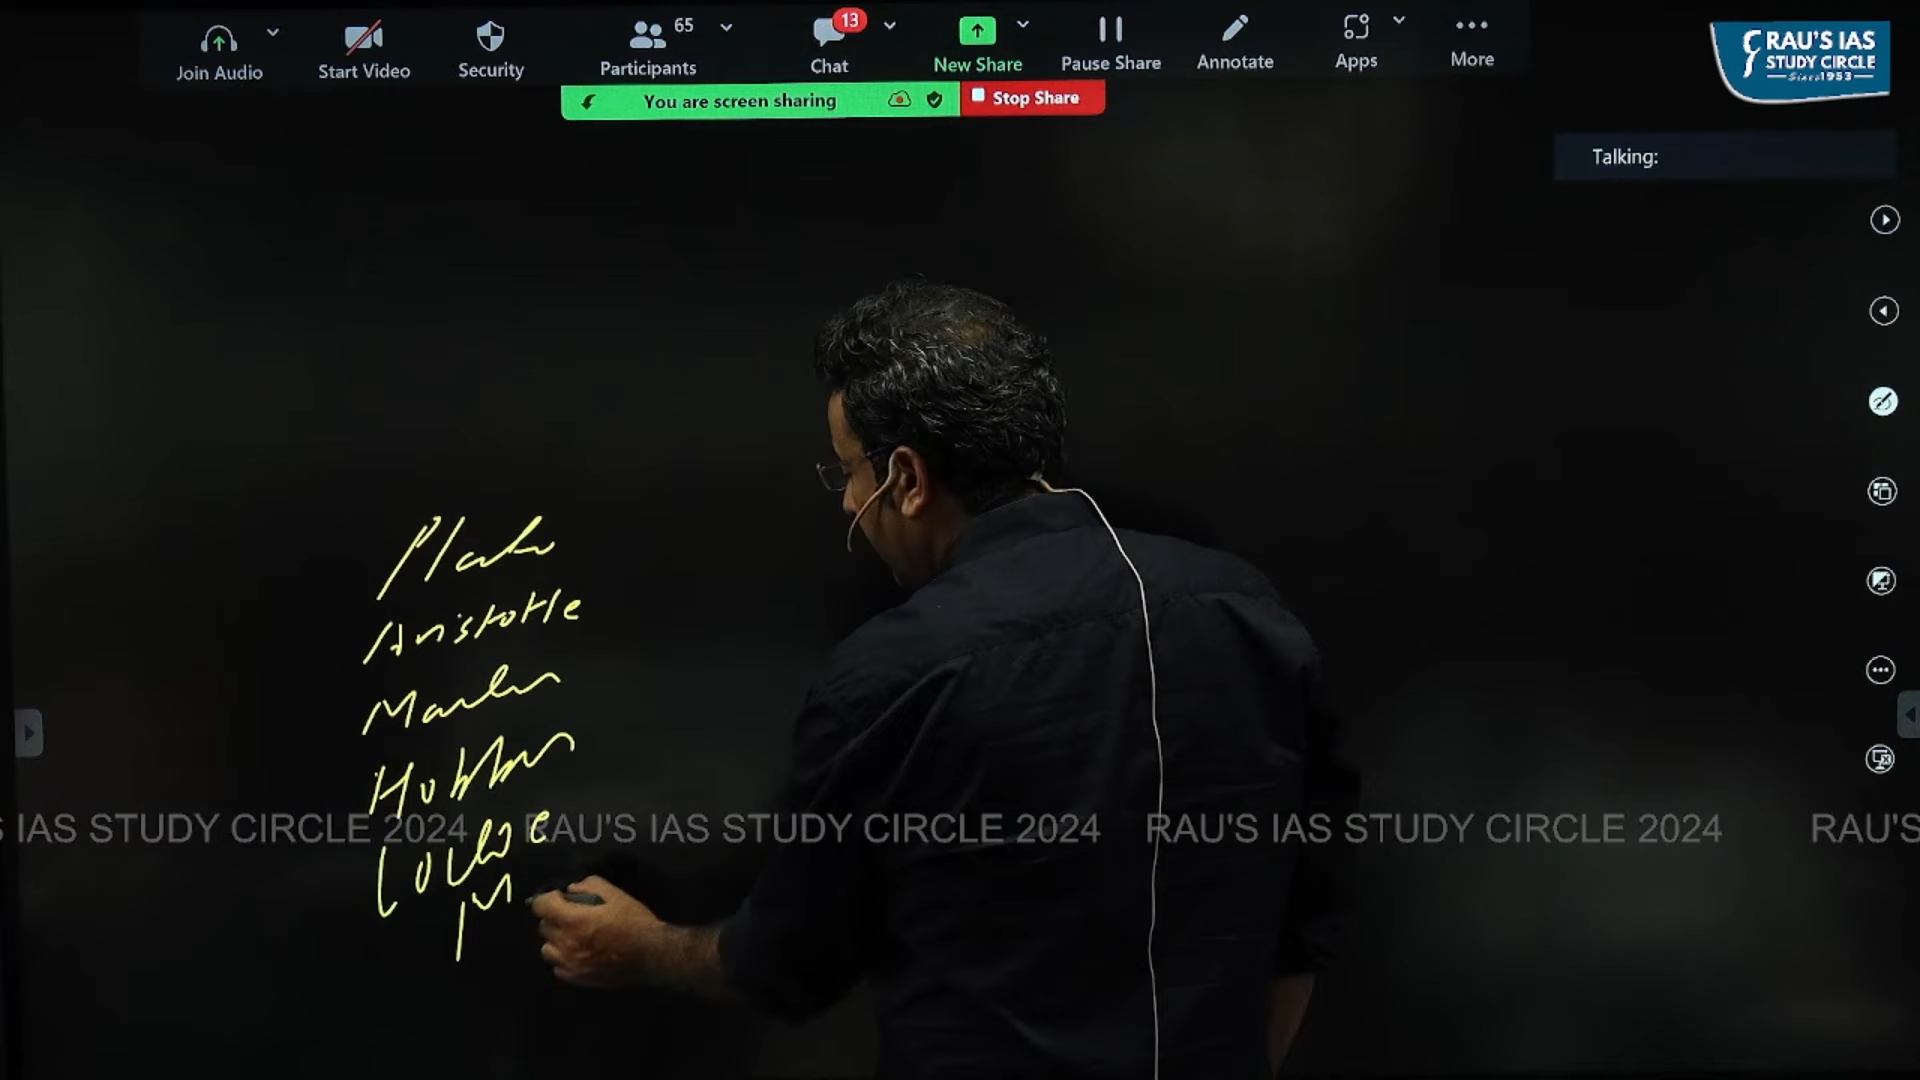 Join Audio
Start Video
Security
65
Participants
13
Chat
New Share
Pause Share
Annotate
Apps
More
RAU'S IAS
STUDY CIRCLE
Since 1953
You are screen sharing
Stop Share
Talking:
Plato
Aristotle
Hobbes
Locke
S IAS STUDY CIRCLE 2024 RAU'S IAS STUDY CIRCLE 2024 RAU'S IAS STUDY CIRCLE 2024 RAU'S